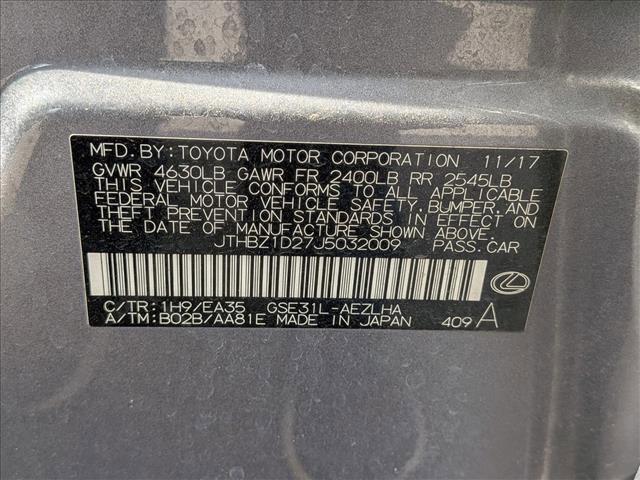 MFD.BY:TOYOTA MOTOR CORPORATION 11/17
GVWR 4630LB GAWR FR 2400LB RR 2545LB
THIS VEHICLE CONFORMS TO ALL APPLICABLE
FEDERAL MOTOR VEHICLE SAFETY,BUMPER,AND
THEFT PREVENTION STANDARDS IN EFFECT ON
THE DATE OF MANUFACTURE SHOWN ABOVE.
JTHBZ1D27J5032009 PASS.CAR
C/TR:1H9/EA35 GSE31L-AEZLHA
A/TM:B02B/AA81E MADE IN JAPAN 409 A